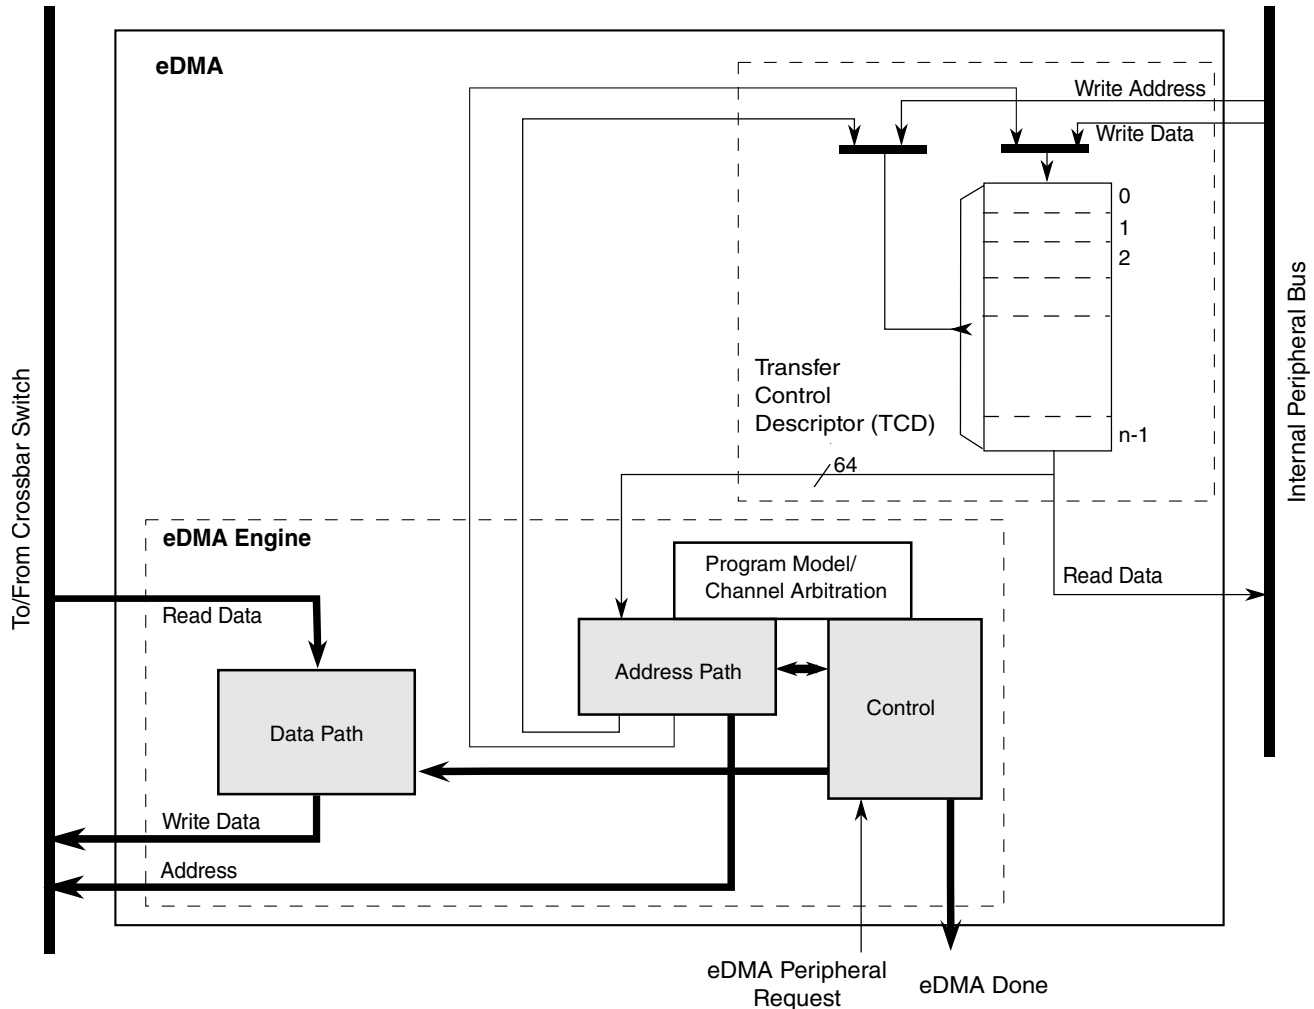 eDMA
Write Address
Write Data
0
1
2
n-1
Transfer
Control
Descriptor (TCD)
64
To/From Crossbar Switch
Internal Peripheral Bus
eDMA Engine
Program Model/
Channel Arbitration
Read Data
Read Data
Address Path
Control
Data Path
Write Data
Address
eDMA Peripheral
Request
eDMA Done